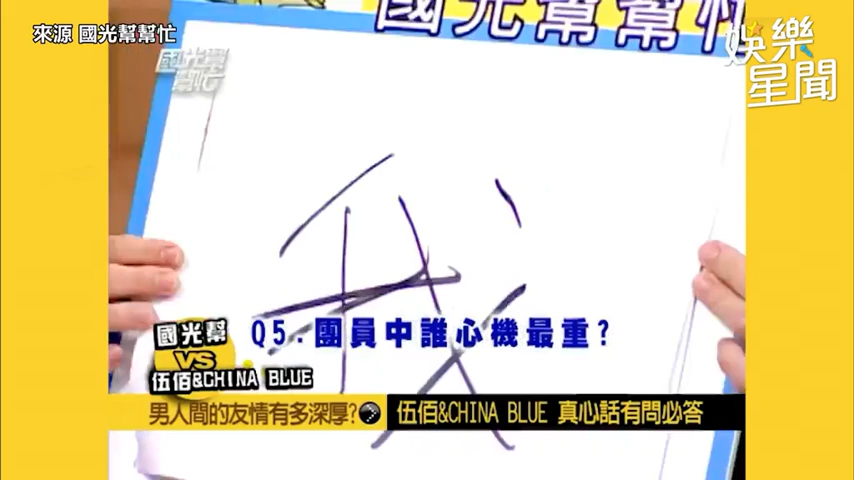 來源 國光幫幫忙
國光幫幫忙
娛樂
星聞
國光幫
幫忙
我
Q5.團員中誰心機最重?
國光幫
VS
伍佰&CHINA BLUE
男人間的友情有多深厚?
伍佰&CHINA BLUE 真心話有問必答